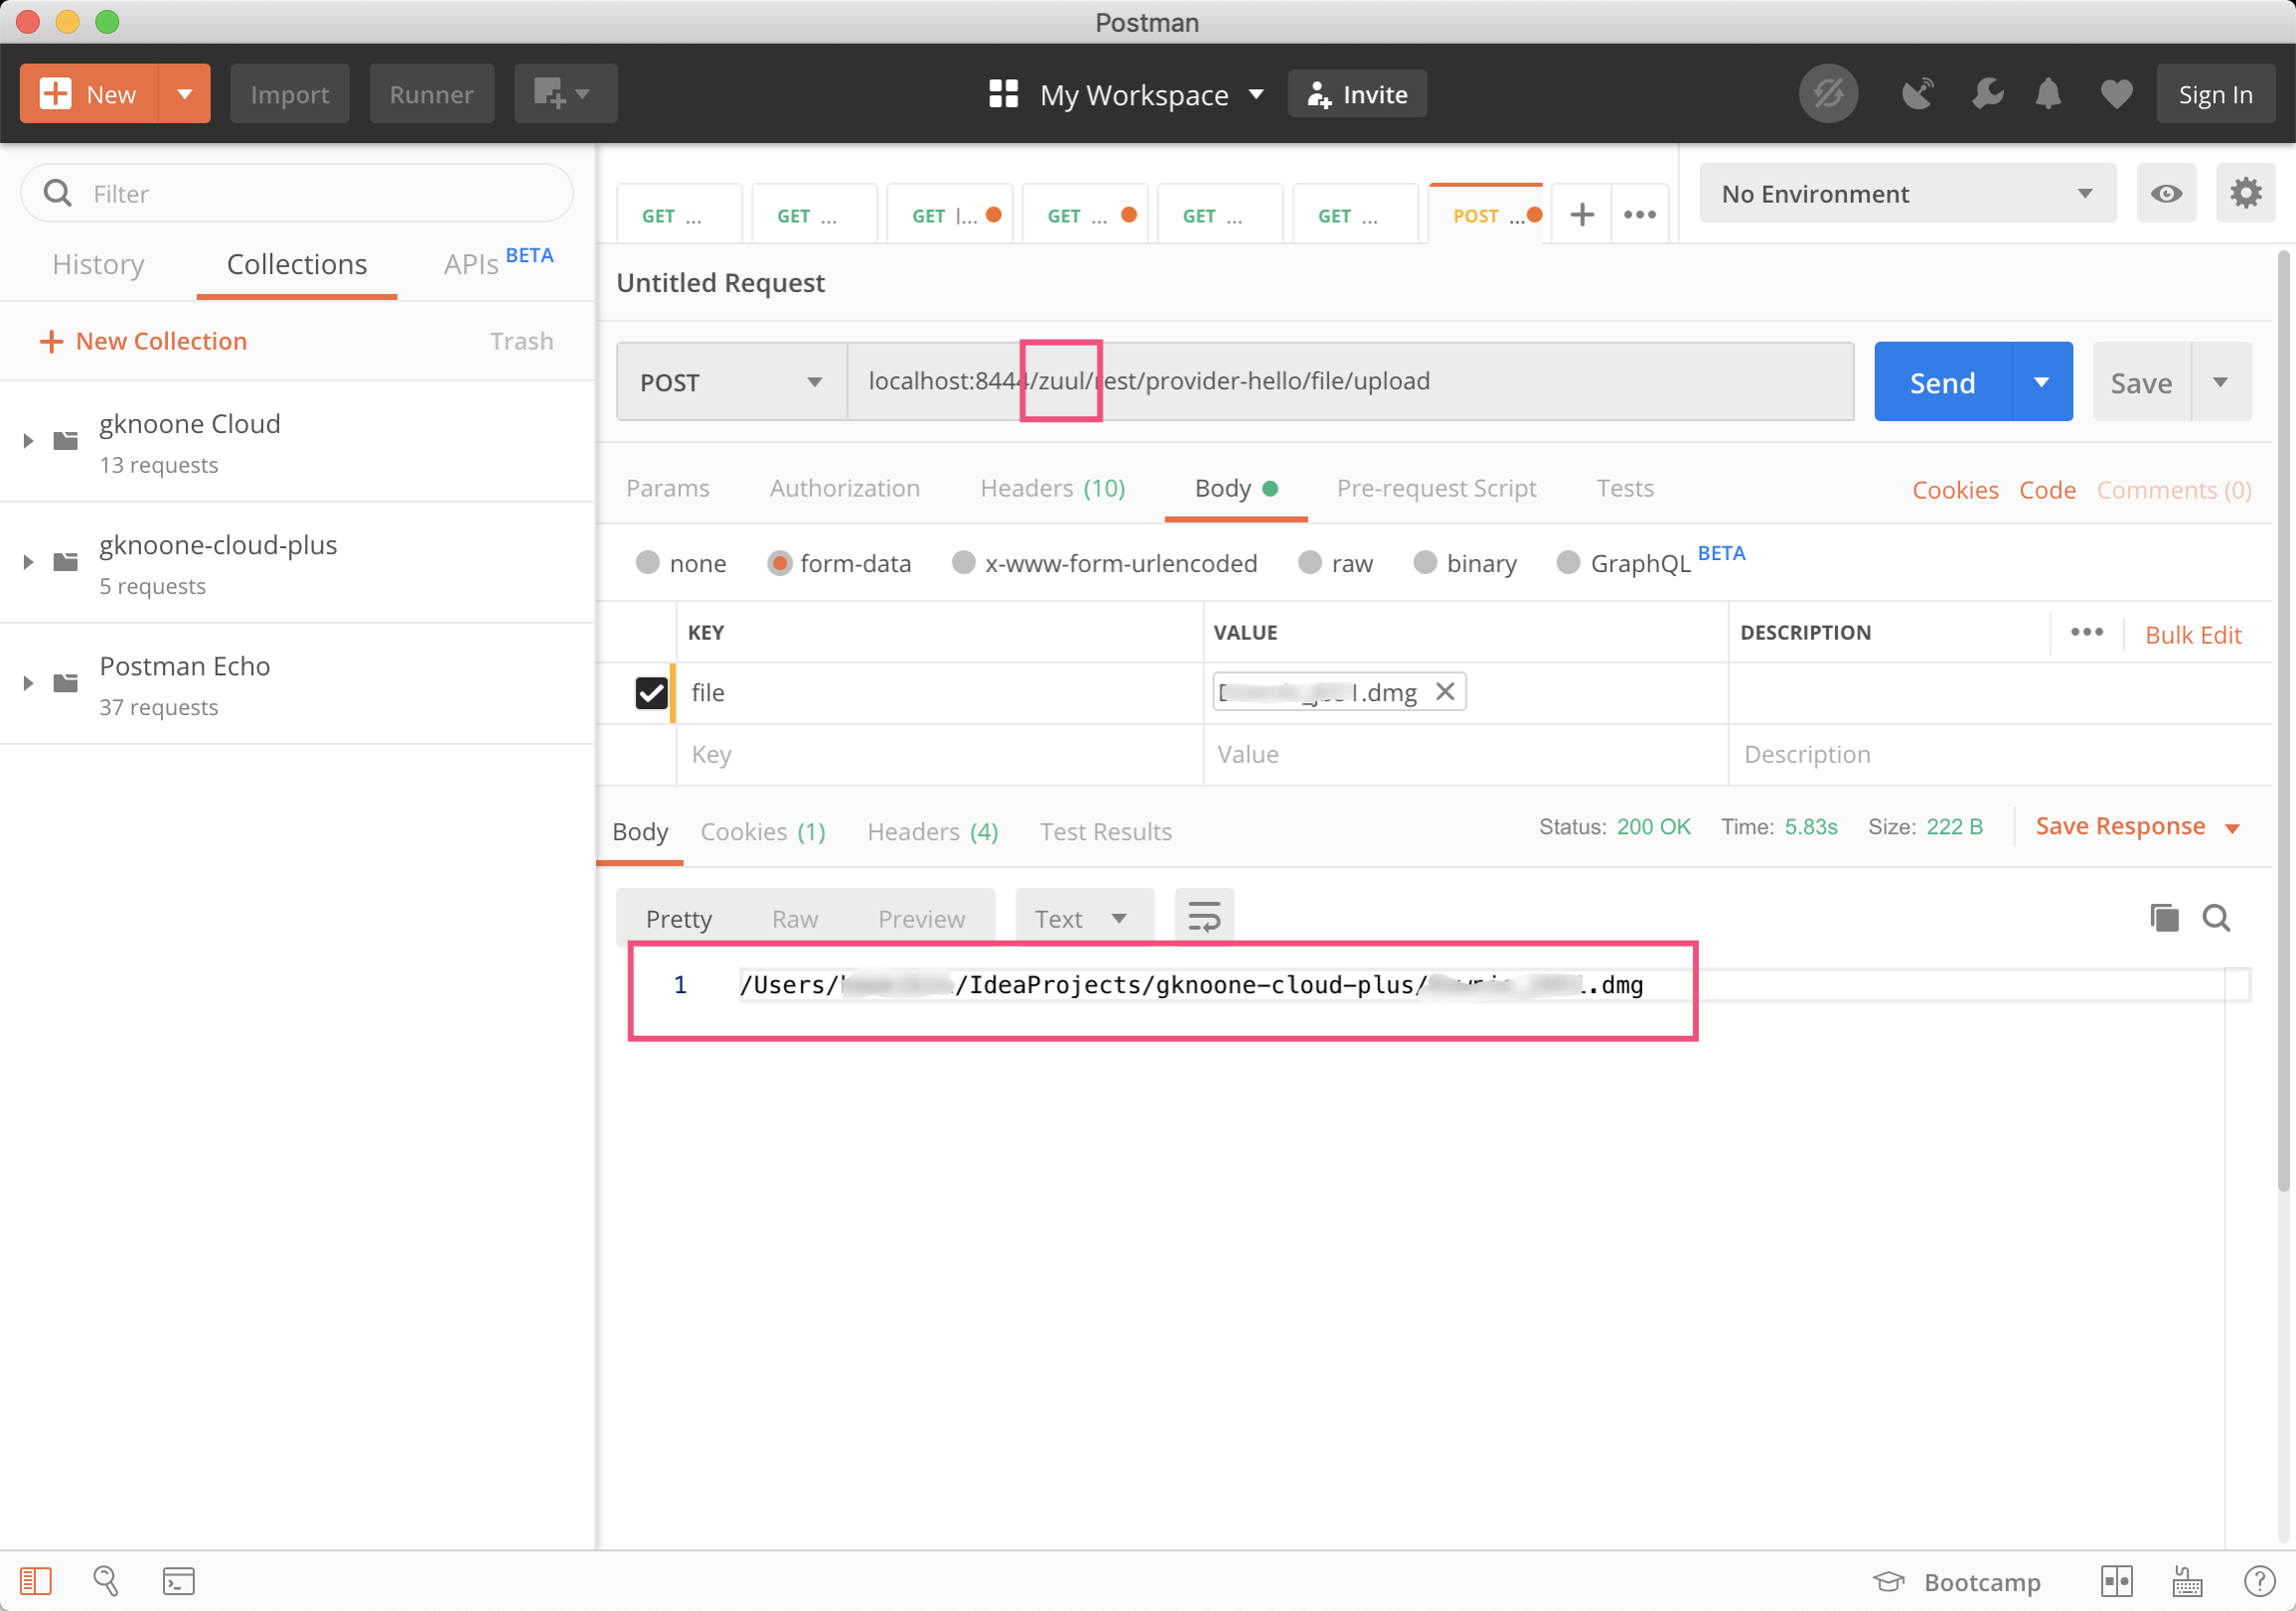 Postman
New
Import
Runner
My Workspace
Invite
Sign In
Filter
History
Collections
APIs BETA
New Collection
Trash
gknoone Cloud
13 requests
gknoone-cloud-plus
5 requests
Postman Echo
37 requests
GET ...
GET ...
GET l...
GET ...
GET ...
GET ...
POST ...
No Environment
Untitled Request
POST
localhost:8444/zuul/rest/provider-hello/file/upload
Send
Save
Params
Authorization
Headers (10)
Body
Pre-request Script
Tests
Cookies
Code
Comments (0)
none
form-data
x-www-form-urlencoded
raw
binary
GraphQL BETA
KEY
VALUE
DESCRIPTION
Bulk Edit
file
.dmg
Key
Value
Description
Body
Cookies (1)
Headers (4)
Test Results
Status: 200 OK
Time: 5.83s
Size: 222 B
Save Response
Pretty
Raw
Preview
Text
1 /Users/ /IdeaProjects/gknoone-cloud-plus/ .dmg
Bootcamp